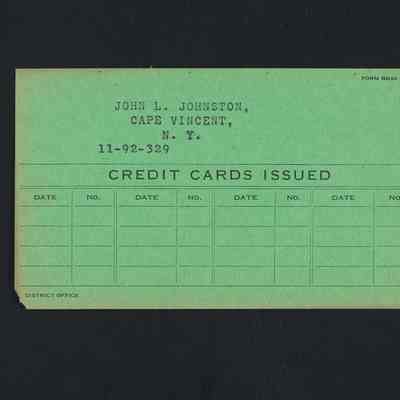 FORM
JOHN L. JOHNSTON,
CAPE VINCENT,
N. Y.
11-92-329
CREDIT CARDS ISSUED
DATE NO. DATE NO. DATE NO. DATE NO
DISTRICT OFFICE